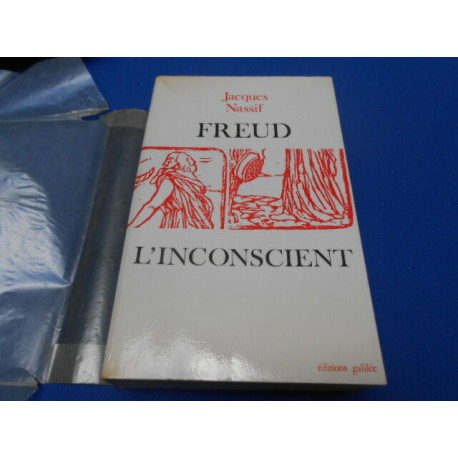 Jacques
Nassif
FREUD
L'INCONSCIENT
éditions galilée